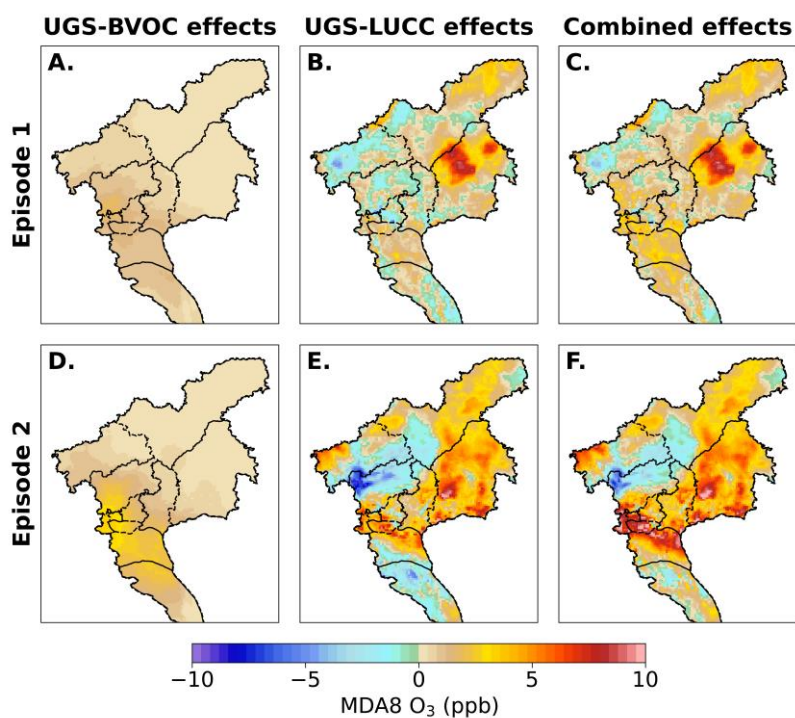 UGS-BVOC effects UGS-LUCC effects Combined effects
Episode 1
A. B. C.
Episode 2
D. E. F.
−10 −5 0 5 10
MDA8 O₃ (ppb)